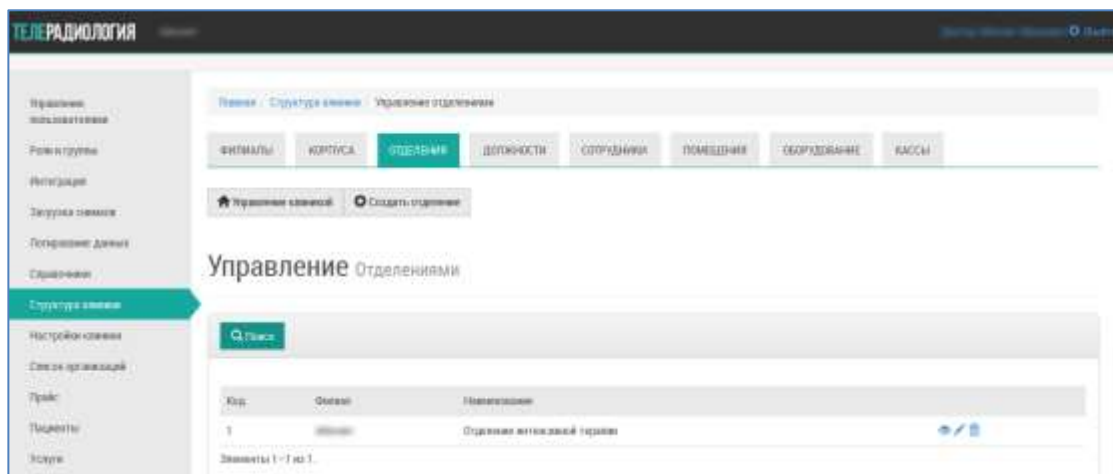 ТЕЛЕРАДИОЛОГИЯ
Управление
пользователями
Роли и группы
Интеграция
Загрузка снимков
Логирование данных
Справочники
Структура клиники
Настройки клиники
Список организаций
Прайс
Пациенты
Услуги
Главная / Структура клиники / Управление отделениями
ФИЛИАЛЫ КОРПУСА ОТДЕЛЕНИЯ ДОЛЖНОСТИ СОТРУДНИКИ ПОМЕЩЕНИЯ ОБОРУДОВАНИЕ КАССЫ
Управление клиникой Создать отделение
Управление Отделениями
Поиск
Код Филиал Наименование
1 Отделение интенсивной терапии
Элементы 1–1 из 1.